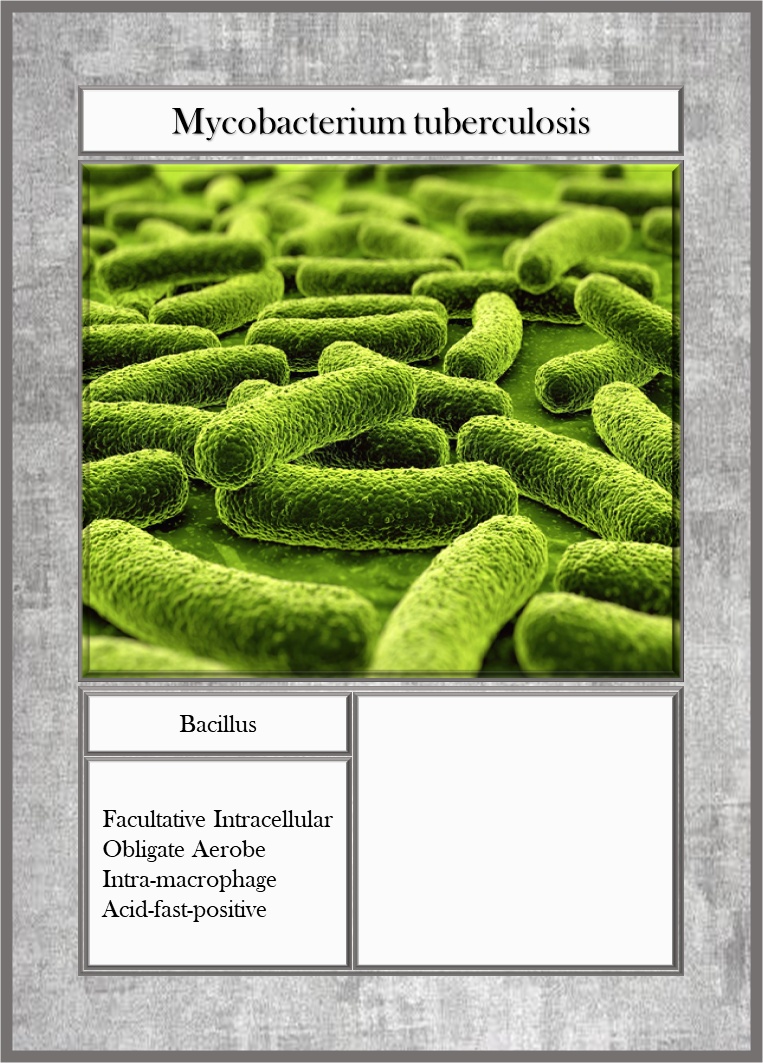 Mycobacterium tuberculosis
Bacillus
Facultative Intracellular
Obligate Aerobe
Intra-macrophage
Acid-fast-positive